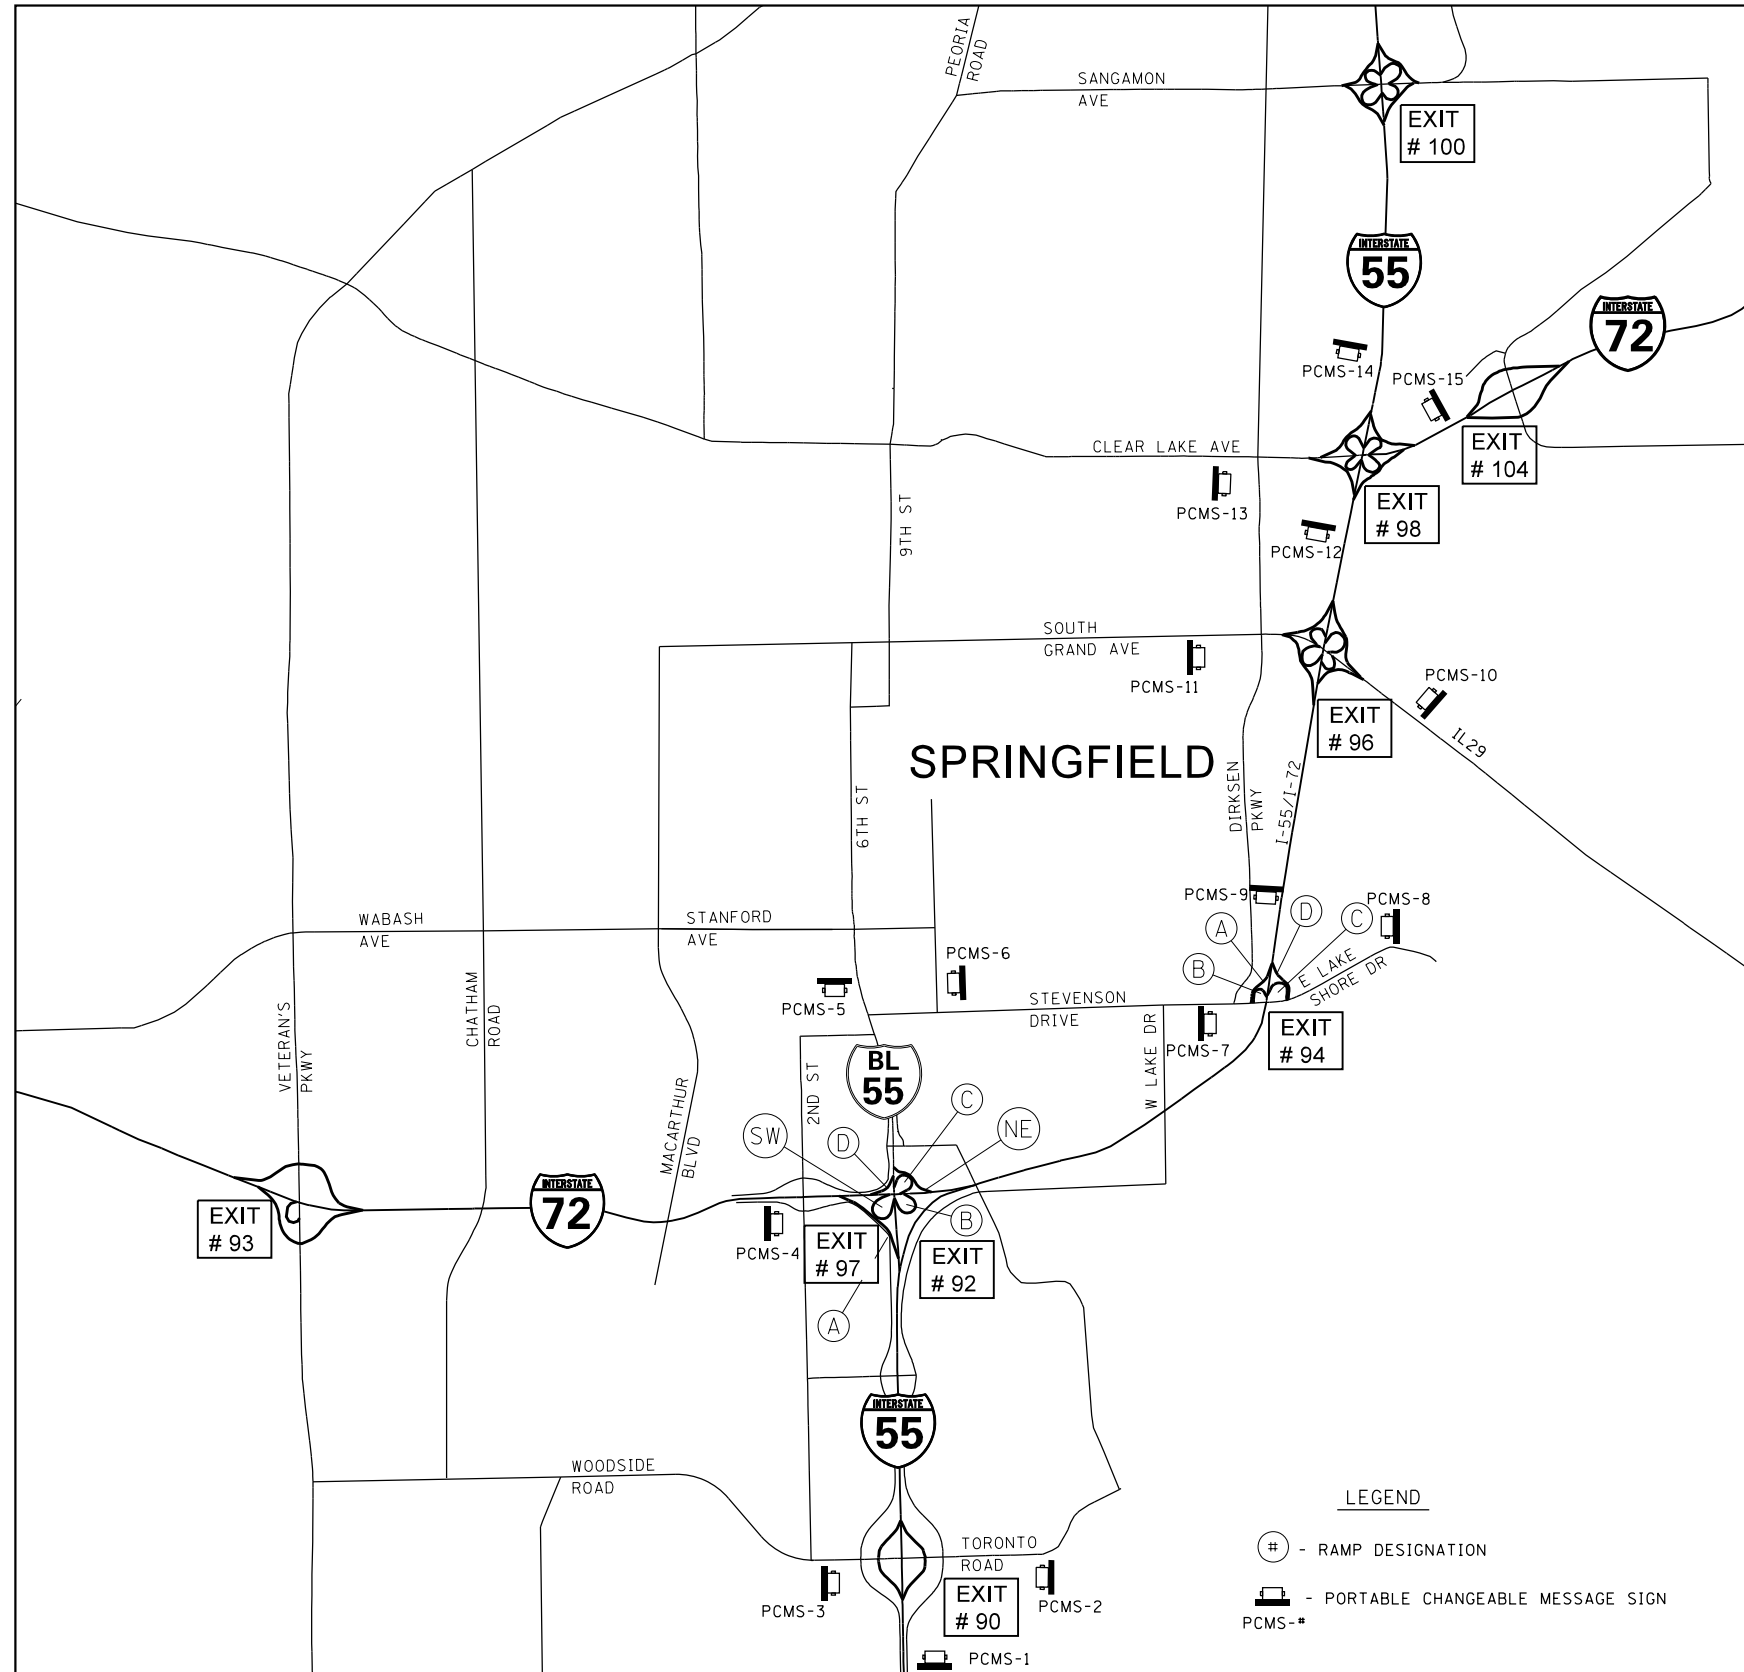 PEORIA
ROAD
SANGAMON
AVE
EXIT
# 100
INTERSTATE
55
INTERSTATE
72
PCMS-14
PCMS-15
CLEAR LAKE AVE
EXIT
# 104
PCMS-13
EXIT
# 98
9TH ST
PCMS-12
SOUTH
GRAND AVE
PCMS-11
PCMS-10
EXIT
# 96
IL29
SPRINGFIELD
6TH ST
DIRKSEN
PKWY
I-55/I-72
PCMS-9
PCMS-8
D
C
A
B
WABASH
AVE
STANFORD
AVE
PCMS-6
E LAKE
SHORE DR
PCMS-5
STEVENSON
DRIVE
VETERAN'S
PKWY
CHATHAM
ROAD
W LAKE DR
PCMS-7
EXIT
# 94
BL
55
2ND ST
MACARTHUR
BLVD
C
SW
D
NE
INTERSTATE
72
EXIT
# 93
B
PCMS-4
EXIT
# 97
EXIT
# 92
A
INTERSTATE
55
WOODSIDE
ROAD
LEGEND
TORONTO
ROAD
# - RAMP DESIGNATION
EXIT
# 90
PCMS-3
PCMS-2
- PORTABLE CHANGEABLE MESSAGE SIGN
PCMS-#
PCMS-1